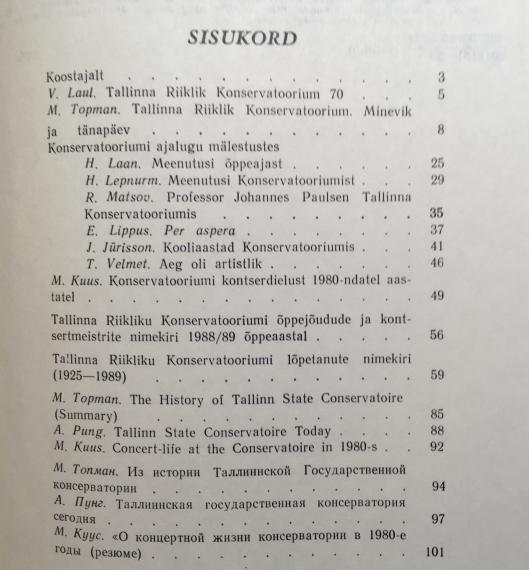 SISUKORD
Koostajalt . . . . . . . . . . . . 3
V. Laul. Tallinna Riiklik Konservatoorium 70 . . . 5
M. Topman. Tallinna Riiklik Konservatoorium. Minevik
ja tänapäev . . . . . . . . . . . 8
Konservatooriumi ajalugu mälestustes
H. Laan. Meenutusi õppeajast . . . . . . 25
H. Lepnurm. Meenutusi Konservatooriumist . . . 29
R. Matsov. Professor Johannes Paulsen Tallinna
Konservatooriumis . . . . . . . . 35
E. Lippus. Per aspera . . . . . . . 37
J. Jürisson. Kooliaastad Konservatooriumis . . . 41
T. Velmet. Aeg oli artistlik . . . . . . 46
M. Kuus. Konservatooriumi kontserdielust 1980-ndatel aas-
tatel . . . . . . . . . . . . . 49
Tallinna Riikliku Konservatooriumi õppejõudude ja kont-
sertmeistrite nimekiri 1988/89 õppeaastal . . . . 56
Tallinna Riikliku Konservatooriumi lõpetanute nimekiri
(1925—1989) . . . . . . . . . . 59
M. Topman. The History of Tallinn State Conservatoire
(Summary) . . . . . . . . . . . 85
A. Pung. Tallinn State Conservatoire Today . . . 88
M. Kuus. Concert-life at the Conservatoire in 1980-s . . 92
М. Топман. Из истории Таллиннской Государственной
консерватории . . . . . . . . . . 94
А. Пунг. Таллиннская государственная консерватория
сегодня . . . . . . . . . . . . 97
М. Куус. «О концертной жизни консерватории в 1980-е
годы (резюме) . . . . . . . . . . 101